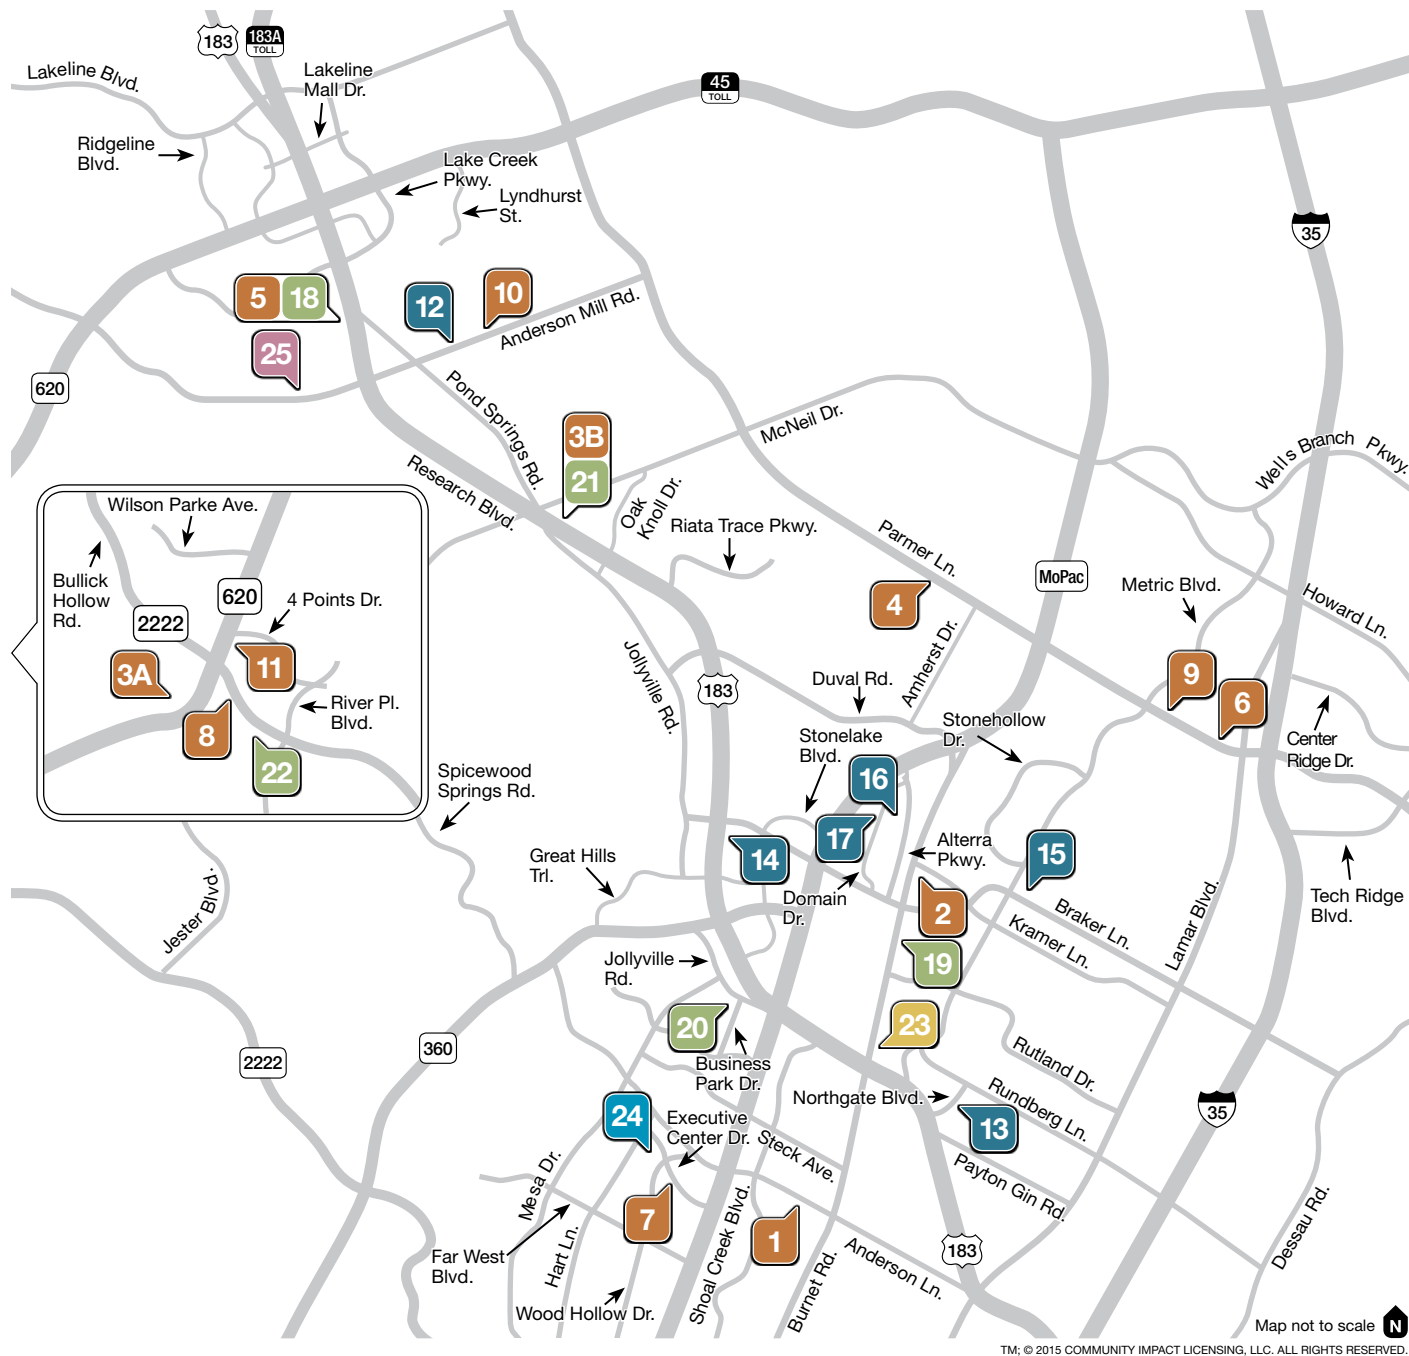 183
183A
TOLL
Lakeline Blvd.
Lakeline
Mall Dr.
45
TOLL
Ridgeline
Blvd.
Lake Creek
Pkwy.
Lyndhurst
St.
35
5
18
12
10
Anderson Mill Rd.
25
620
Pond Springs Rd.
3B
21
McNeil Dr.
Wells Branch Pkwy.
Research Blvd.
Oak
Knoll Dr.
Riata Trace Pkwy.
Parmer Ln.
MoPac
Metric Blvd.
Howard Ln.
Wilson Parke Ave.
Bullick
Hollow
Rd.
620
4 Points Dr.
2222
3A
11
River Pl.
Blvd.
8
22
4
Amherst Dr.
Jollyville Rd.
183
Duval Rd.
9
6
Center
Ridge Dr.
Stonehollow
Dr.
Stonelake
Blvd.
16
17
14
Spicewood
Springs Rd.
Great Hills
Trl.
Alterra
Pkwy.
15
Domain
Dr.
2
Braker Ln.
Kramer Ln.
Lamar Blvd.
Tech Ridge
Blvd.
Jester Blvd.
Jollyville
Rd.
19
20
23
Business
Park Dr.
Rutland Dr.
360
2222
Northgate Blvd.
Rundberg Ln.
35
24
Executive
Center Dr.
13
Steck Ave.
Payton Gin Rd.
Mesa Dr.
7
1
Shoal Creek Blvd.
Far West
Blvd.
Hart Ln.
Wood Hollow Dr.
Burnet Rd.
Anderson Ln.
183
Dessau Rd.
Map not to scale
N
TM; © 2015 COMMUNITY IMPACT LICENSING, LLC. ALL RIGHTS RESERVED.